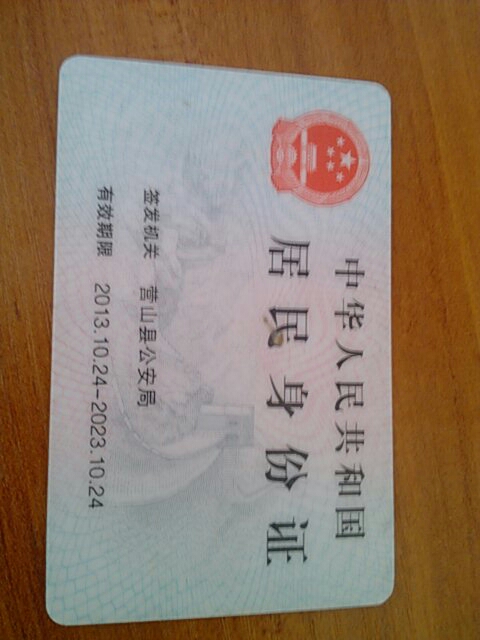 中华人民共和国
居民身份证
签发机关 营山县公安局
有效期限 2013.10.24-2023.10.24